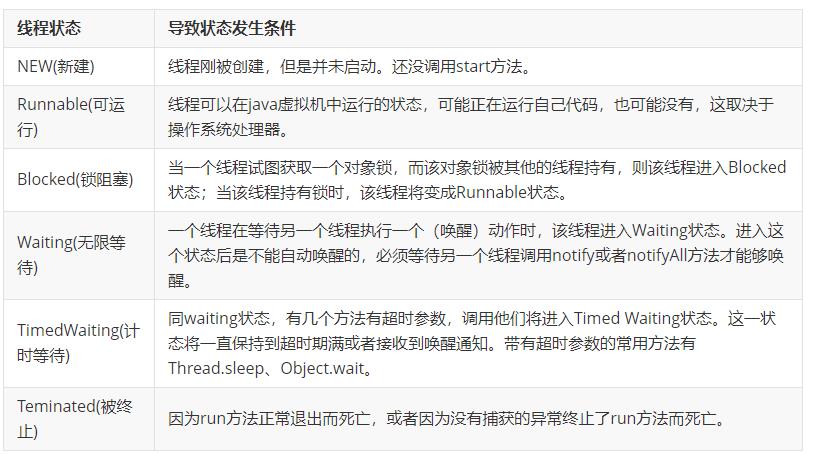 线程状态 导致状态发生条件
NEW(新建) 线程刚被创建，但是并未启动。还没调用start方法。
Runnable(可运
行)
线程可以在java虚拟机中运行的状态，可能正在运行自己代码，也可能没有，这取决于
操作系统处理器。
Blocked(锁阻塞)
当一个线程试图获取一个对象锁，而该对象锁被其他的线程持有，则该线程进入Blocked
状态；当该线程持有锁时，该线程将变成Runnable状态。
Waiting(无限等
待)
一个线程在等待另一个线程执行一个（唤醒）动作时，该线程进入Waiting状态。进入这
个状态后是不能自动唤醒的，必须等待另一个线程调用notify或者notifyAll方法才能够唤
醒。
TimedWaiting(计
时等待)
同waiting状态，有几个方法有超时参数，调用他们将进入Timed Waiting状态。这一状
态将一直保持到超时期满或者接收到唤醒通知。带有超时参数的常用方法有
Thread.sleep、Object.wait。
Teminated(被终
止)
因为run方法正常退出而死亡，或者因为没有捕获的异常终止了run方法而死亡。